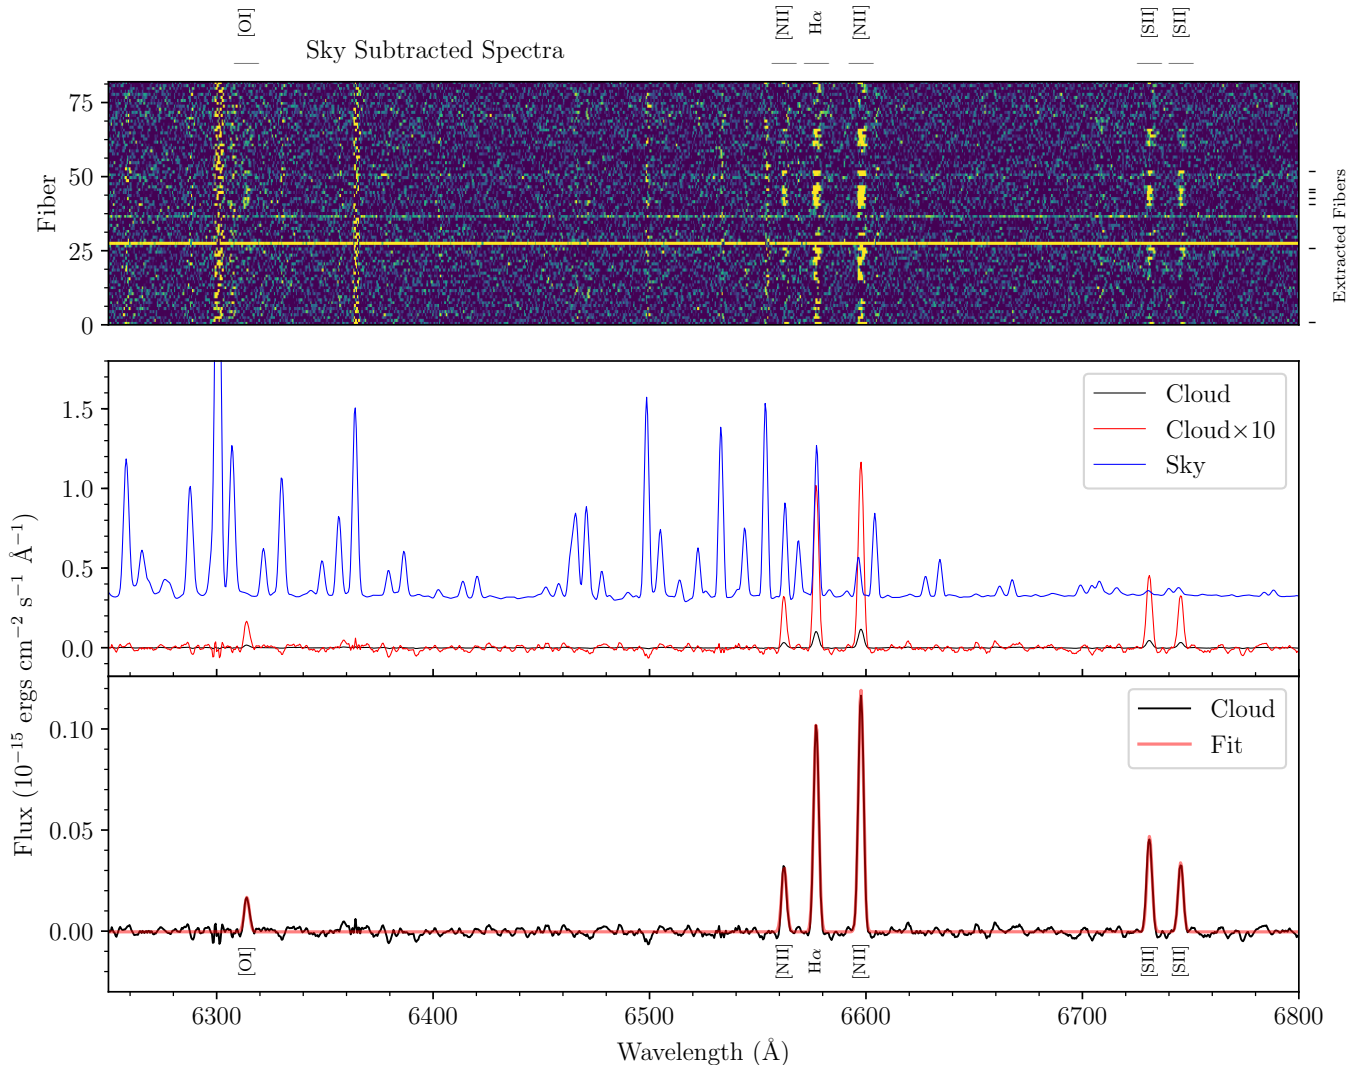 [OI]
[NII]
Hα
[NII]
[SII]
[SII]
Sky Subtracted Spectra
Fiber
75
50
25
0
Extracted Fibers
Flux (10⁻¹⁵ ergs cm⁻² s⁻¹ Å⁻¹)
1.5
1.0
0.5
0.0
Cloud
Cloud×10
Sky
0.10
0.05
0.00
Cloud
Fit
[OI]
[NII]
Hα
[NII]
[SII]
[SII]
6300
6400
6500
6600
6700
6800
Wavelength (Å)